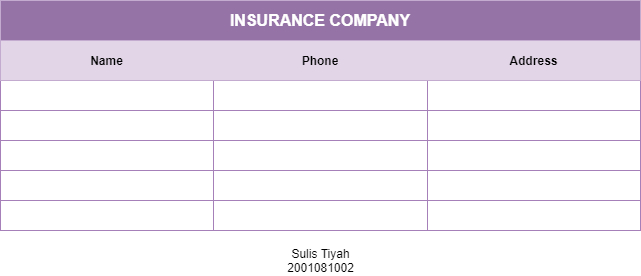 INSURANCE COMPANY
Name Phone Address
Sulis Tiyah
2001081002